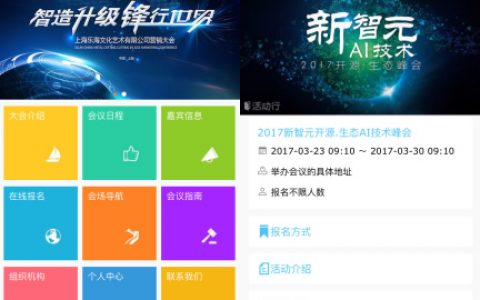 智造升级锋行世界
上海乐海文化艺术有限公司营销大会
大会介绍
会议日程
嘉宾信息
在线报名
会场导航
会议指南
组织机构
个人中心
联系我们
新智元
AI技术
2017开源·生态峰会
活动行
2017新智元开源.生态AI技术峰会
2017-03-23 09:10 ～ 2017-03-30 09:10
举办会议的具体地址
报名不限人数
报名方式
活动介绍